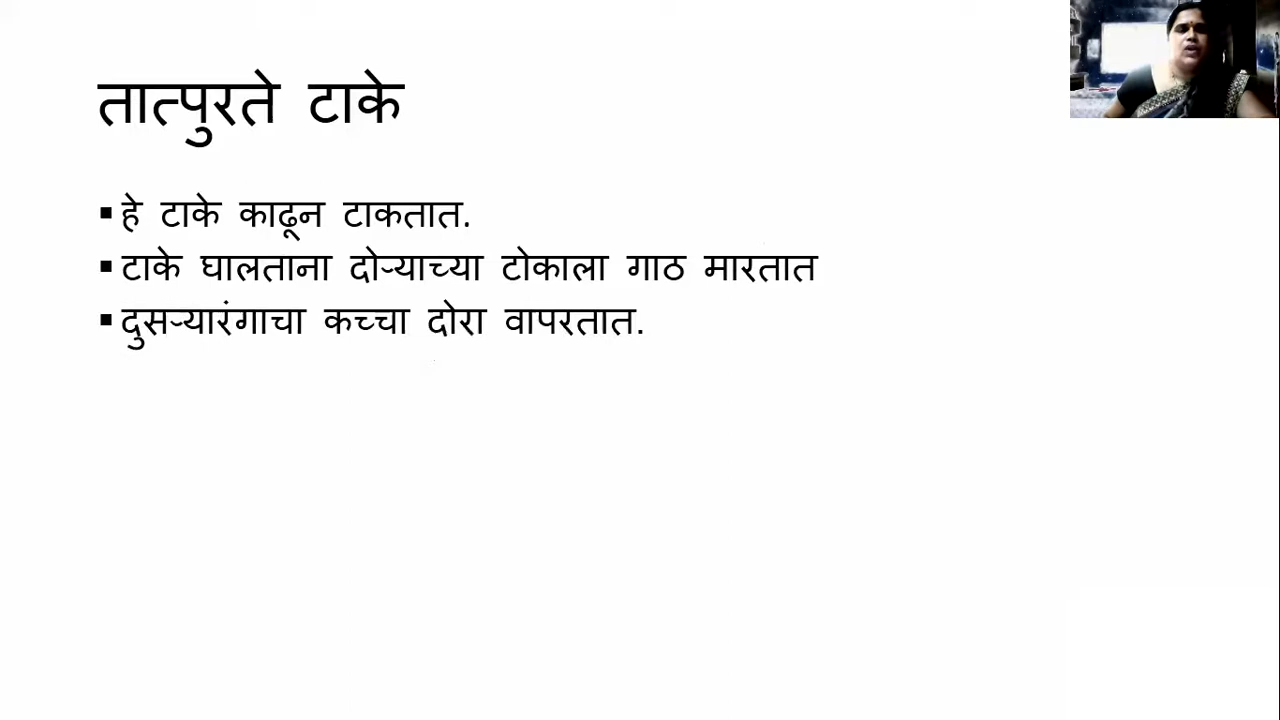 तात्पुरते टाके
▪हे टाके काढून टाकतात.
▪टाके घालताना दोऱ्याच्या टोकाला गाठ मारतात
▪दुसऱ्यारंगाचा कच्चा दोरा वापरतात.